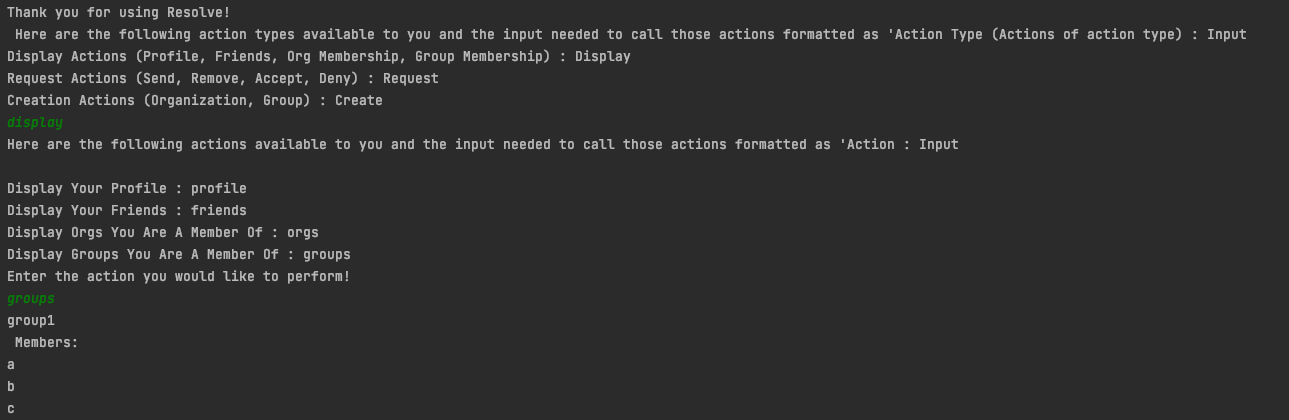 Thank you for using Resolve!
Here are the following action types available to you and the input needed to call those actions formatted as 'Action Type (Actions of action type) : Input
Display Actions (Profile, Friends, Org Membership, Group Membership) : Display
Request Actions (Send, Remove, Accept, Deny) : Request
Creation Actions (Organization, Group) : Create
display
Here are the following actions available to you and the input needed to call those actions formatted as 'Action : Input
Display Your Profile : profile
Display Your Friends : friends
Display Orgs You Are A Member Of : orgs
Display Groups You Are A Member Of : groups
Enter the action you would like to perform!
groups
group1
Members:
a
b
c